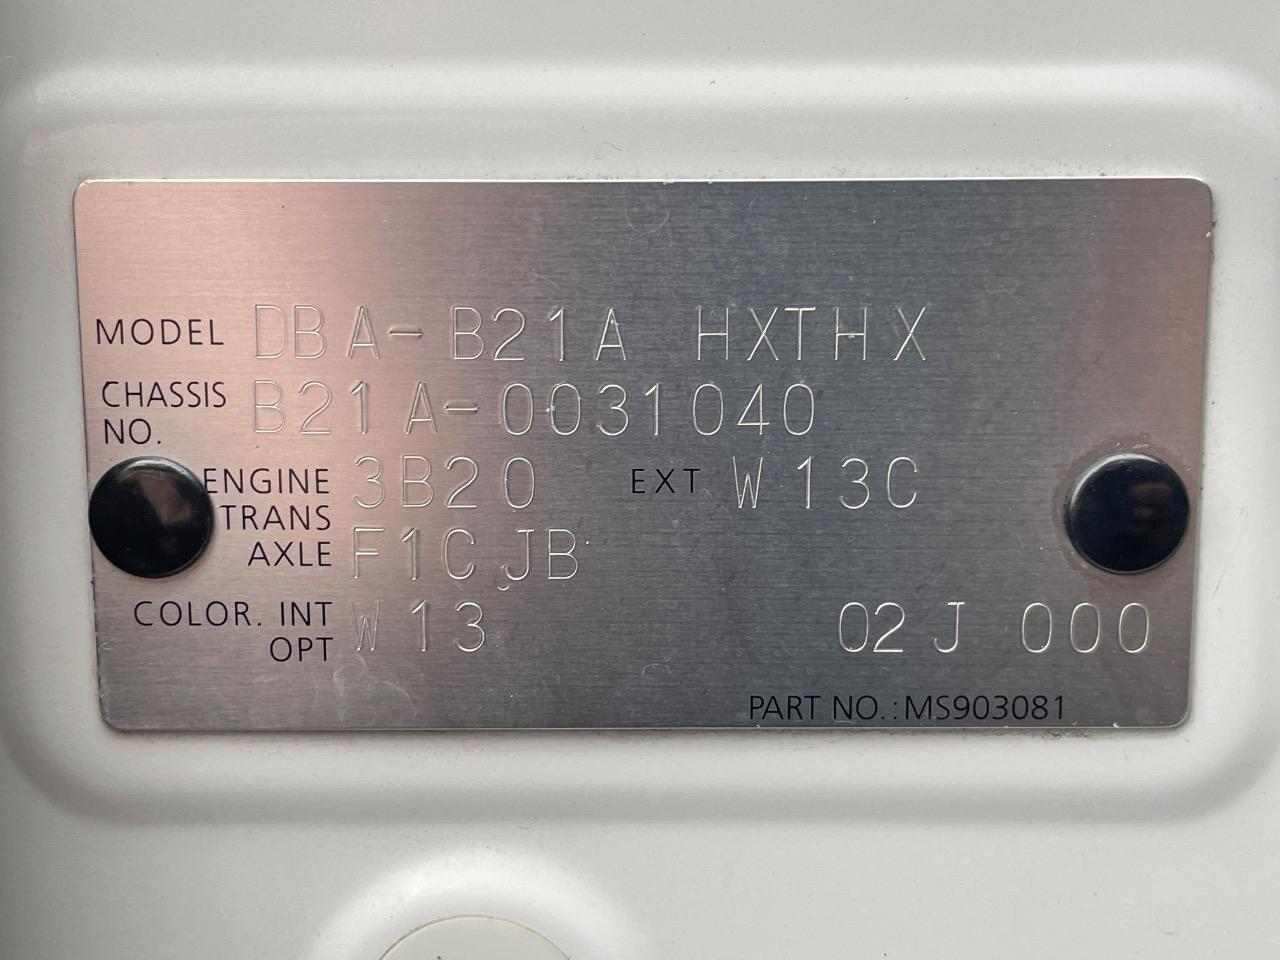 MODEL DBA-B21A HXTHX
CHASSIS NO. B21A-0031040
ENGINE 3B20 EXT W13C
TRANS AXLE F1CJB
COLOR. INT OPT W13 02J 000
PART NO.:MS903081